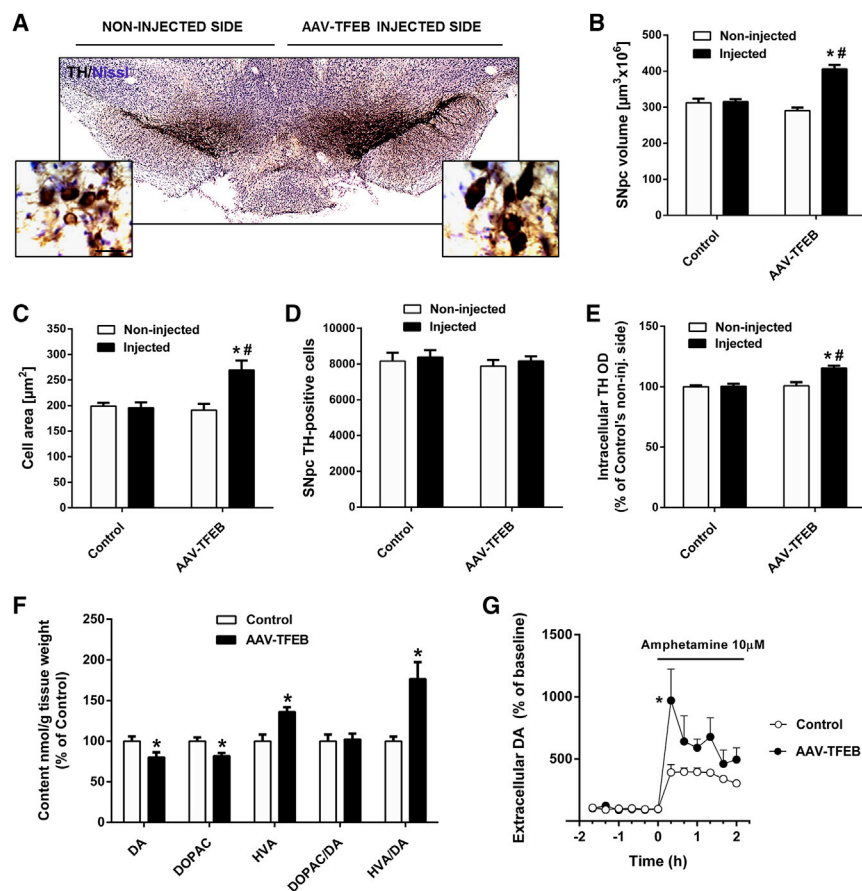 A
NON-INJECTED SIDE
AAV-TFEB INJECTED SIDE
TH/Nissl
B
Non-injected
Injected
SNpc volume [µm³x10⁶]
500
400
300
200
100
0
* #
Control
AAV-TFEB
C
Non-injected
Injected
Cell area [µm²]
350
300
250
200
150
100
50
0
* #
Control
AAV-TFEB
D
Non-injected
Injected
SNpc TH-positive cells
10000
8000
6000
4000
2000
0
Control
AAV-TFEB
E
Non-injected
Injected
Intracellular TH OD
(% of Control's non-inj. side)
150
100
50
0
* #
Control
AAV-TFEB
F
Control
AAV-TFEB
Content nmol/g tissue weight
(% of Control)
250
200
150
100
50
0
*
*
*
*
DA
DOPAC
HVA
DOPAC/DA
HVA/DA
G
Amphetamine 10µM
Extracellular DA (% of baseline)
1500
1000
500
*
Control
AAV-TFEB
-2
-1
0
1
2
Time (h)